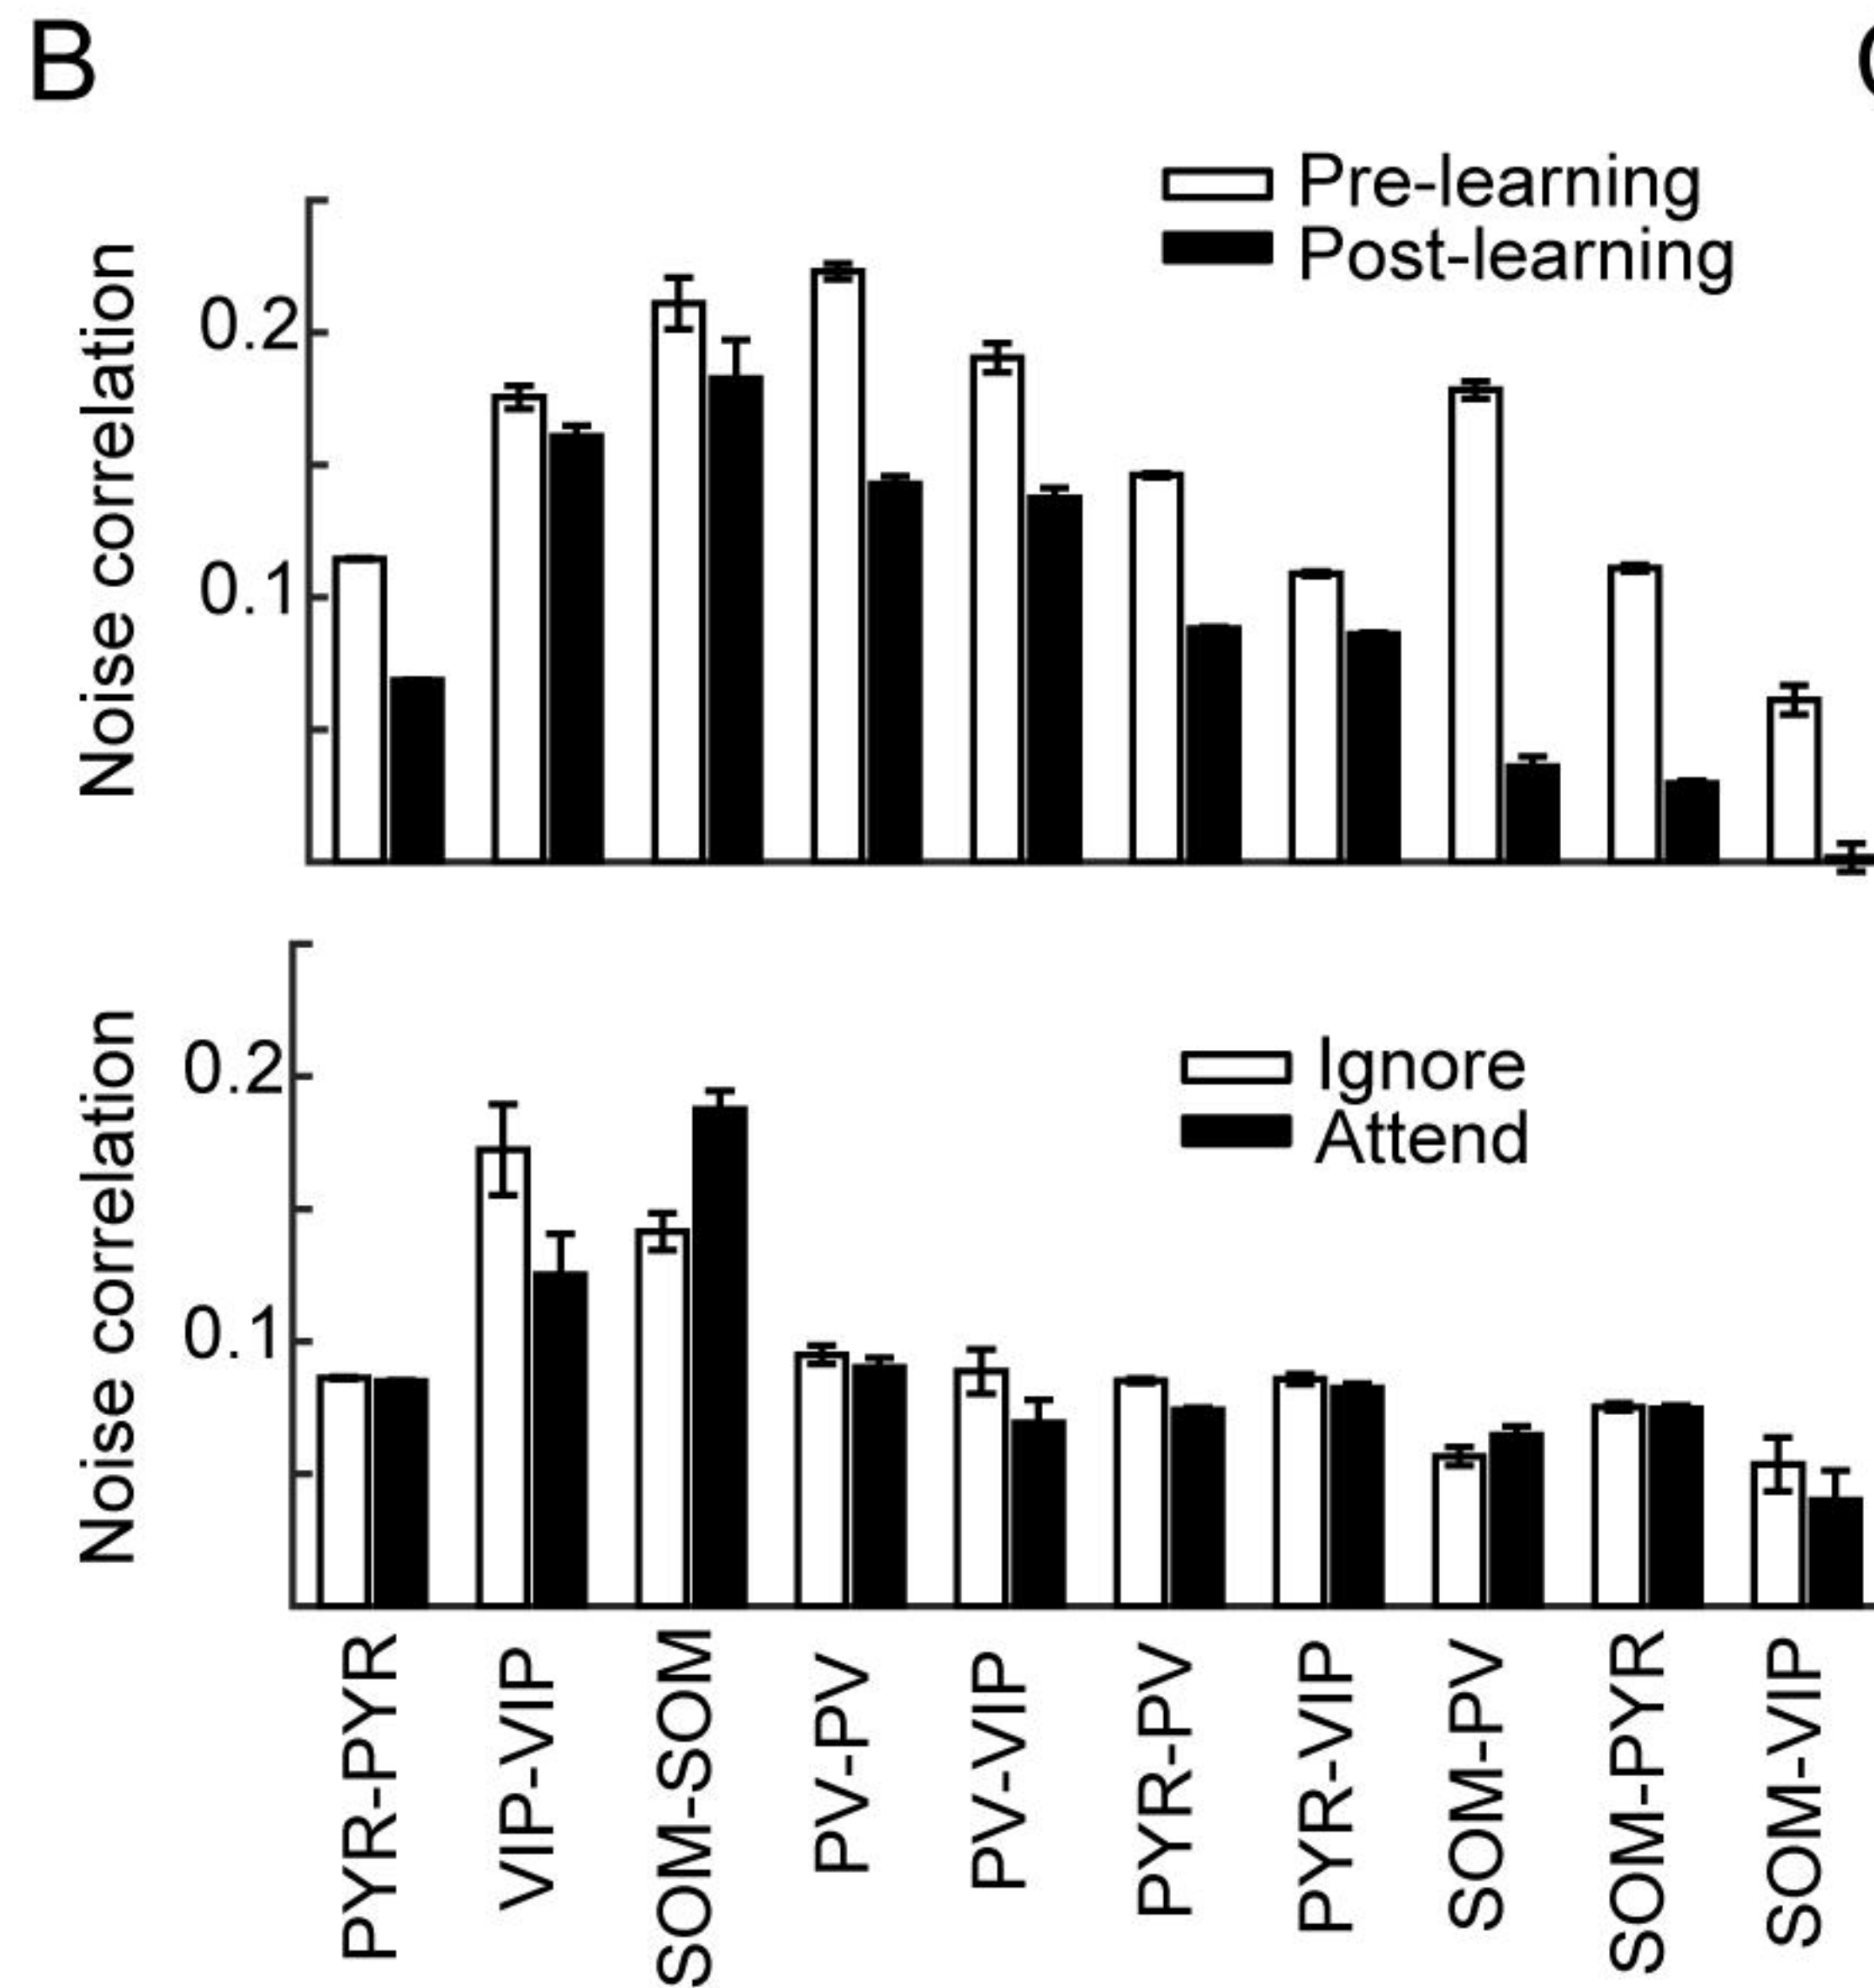 B
Pre-learning
Post-learning
Noise correlation
0.2
0.1
Ignore
Attend
Noise correlation
0.2
0.1
PYR-PYR
VIP-VIP
SOM-SOM
PV-PV
PV-VIP
PYR-PV
PYR-VIP
SOM-PV
SOM-PYR
SOM-VIP